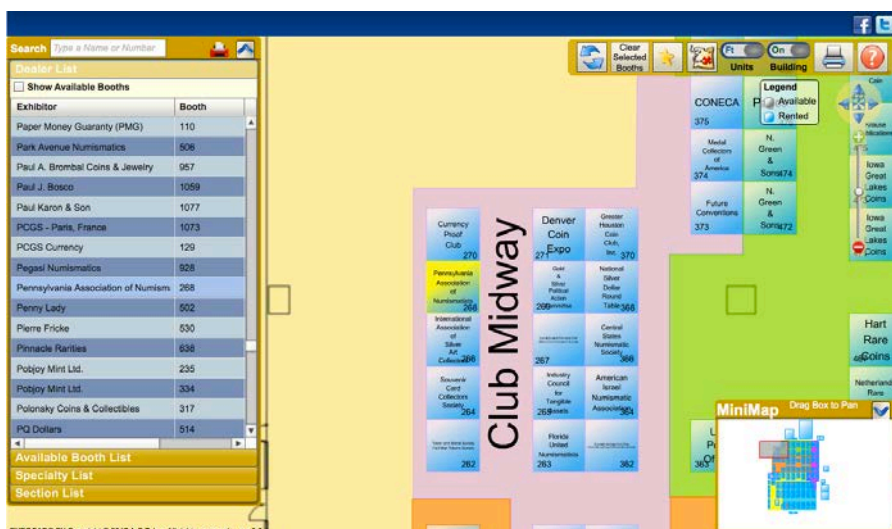 Search Type a Name or Number
Dealer List
Show Available Booths
Exhibitor Booth
Paper Money Guaranty (PMG) 110
Park Avenue Numismatics 506
Paul A. Brombal Coins & Jewelry 957
Paul J. Bosco 1059
Paul Karon & Son 1077
PCGS - Paris, France 1073
PCGS Currency 129
Pegasi Numismatics 928
Pennsylvania Association of Numism 268
Penny Lady 502
Pierre Fricke 530
Pinnacle Rarities 638
Pobjoy Mint Ltd. 235
Pobjoy Mint Ltd. 334
Polonsky Coins & Collectibles 317
PQ Dollars 514
Available Booth List
Specialty List
Section List
Clear
Selected
Booths
Ft
Units
On
Building
Legend
Available
Rented
CONECA
375
Medal
Collectors
of
America
374
N.
Green
&
Sons 474
Future
Conventions
373
N.
Green
&
Sons 472
Coin
Iowa
Great
Lakes
Coins
Iowa
Great
Lakes
Coins
Hart
Rare
Coins
Netherland
Rare
Club Midway
Currency
Proof
Club
270
Pennsylvania
Association
of
Numismatists
268
International
Association
of
Silver
Art
Collectors
266
Souvenir
Card
Collectors
Society
264
262
Denver
Coin
Expo
271
Greater
Houston
Coin
Club,
Inc. 370
Gold
&
Silver
Political
Action
Committee
269
National
Silver
Dollar
Round
Table 368
267
Central
States
Numismatic
Society 366
Industry
Council
for
Tangible
Assets
265
American
Israel
Numismatic
Association 364
Florida
United
Numismatists
263
362
363
MiniMap Drag Box to Pan